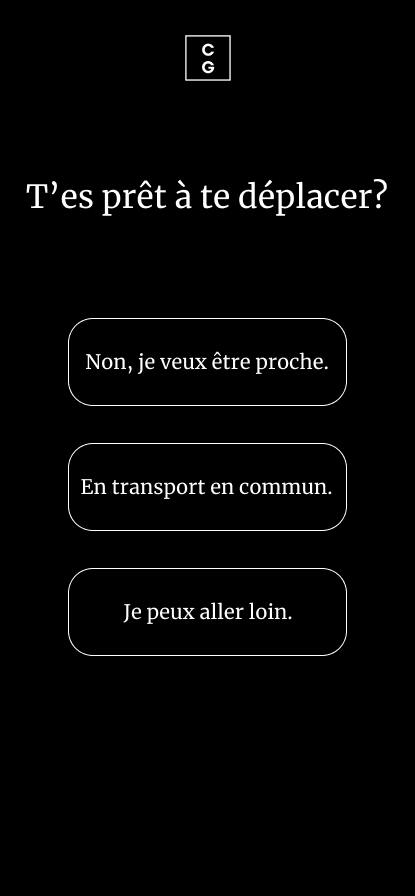 C
G
T’es prêt à te déplacer?
Non, je veux être proche.
En transport en commun.
Je peux aller loin.